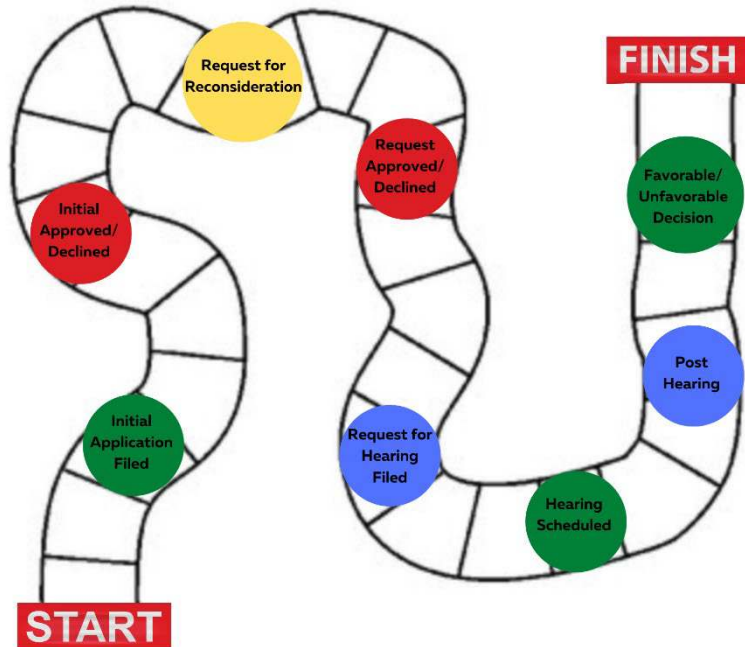 START
Initial
Application
Filed
Initial
Approved/
Declined
Request for
Reconsideration
Request
Approved/
Declined
Request for
Hearing
Filed
Hearing
Scheduled
Post
Hearing
Favorable/
Unfavorable
Decision
FINISH